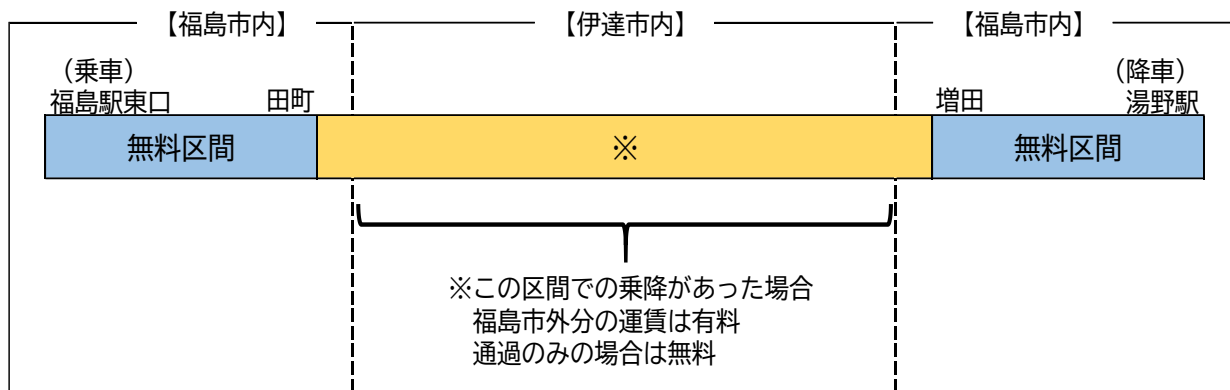 【福島市内】
【伊達市内】
【福島市内】
（乗車）
福島駅東口
田町
増田
（降車）
湯野駅
無料区間
※
無料区間
※この区間での乗降があった場合
福島市外分の運賃は有料
通過のみの場合は無料